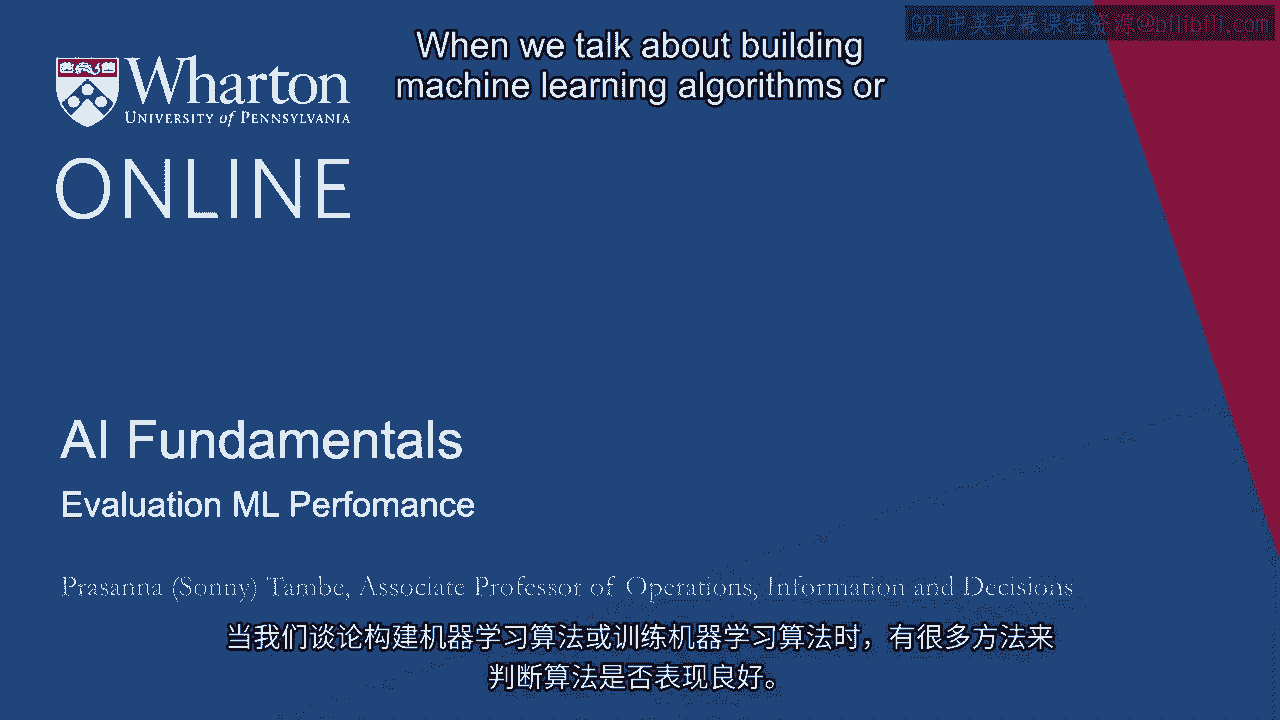 GPT中英字幕课程资源@bilibili.com
When we talk about building
machine learning algorithms or
Wharton
UNIVERSITY of PENNSYLVANIA
ONLINE
AI Fundamentals
Evaluation ML Perfomance
Prasanna (Sonny) Tambe, Associate Professor of Operations, Information and Decisions
当我们谈论构建机器学习算法或训练机器学习算法时，有很多方法来
判断算法是否表现良好。